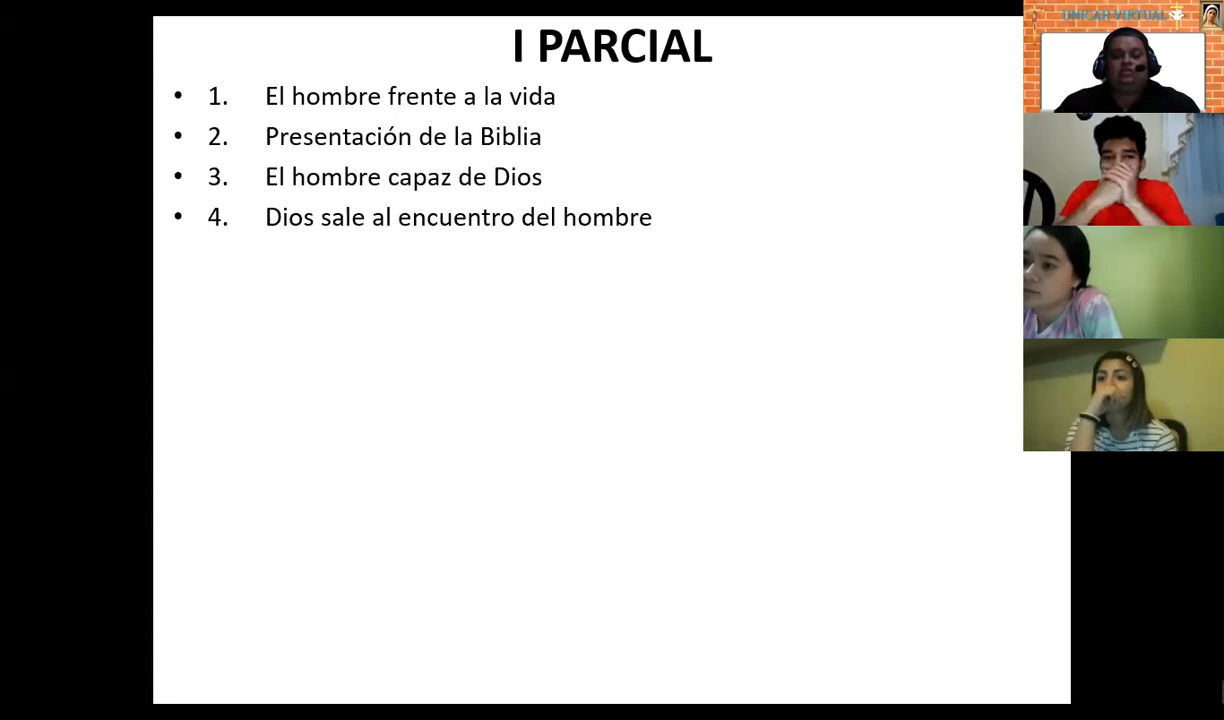 I PARCIAL
• 1. El hombre frente a la vida
• 2. Presentación de la Biblia
• 3. El hombre capaz de Dios
• 4. Dios sale al encuentro del hombre
UNICAH VIRTUAL